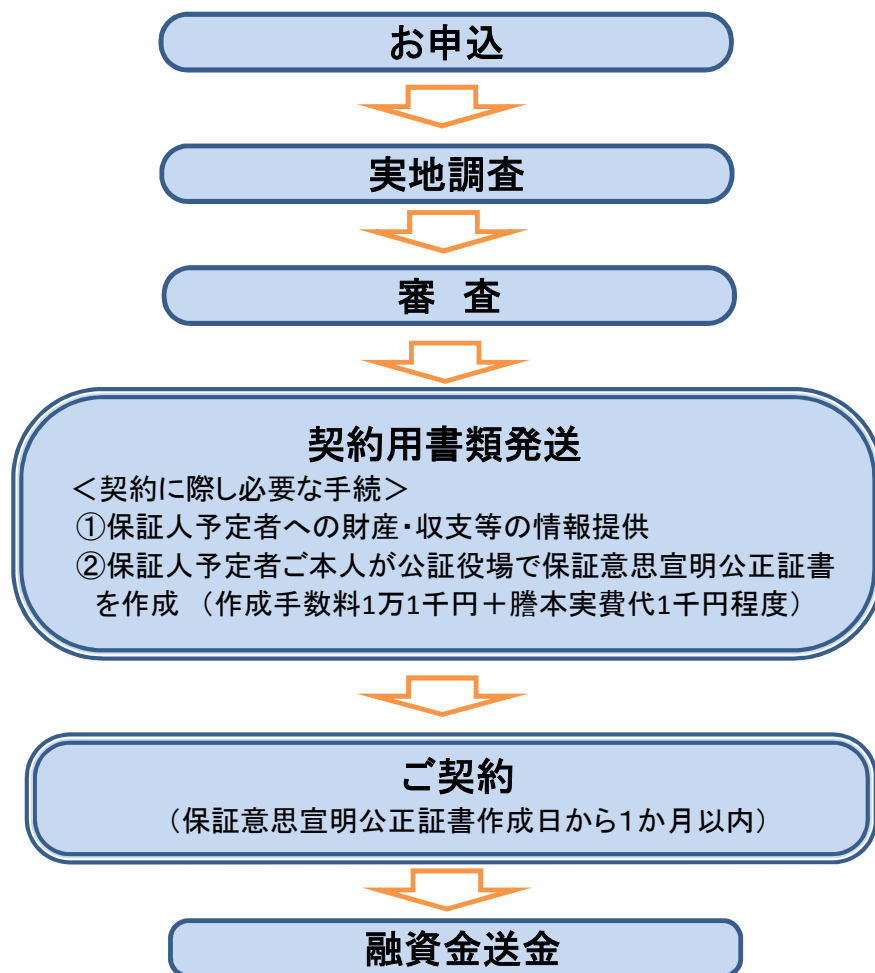 お申込
実地調査
審　査
契約用書類発送
＜契約に際し必要な手続＞
①保証人予定者への財産・収支等の情報提供
②保証人予定者ご本人が公証役場で保証意思宣明公正証書
を作成　（作成手数料1万1千円＋謄本実費代1千円程度）
ご契約
（保証意思宣明公正証書作成日から１か月以内）
融資金送金